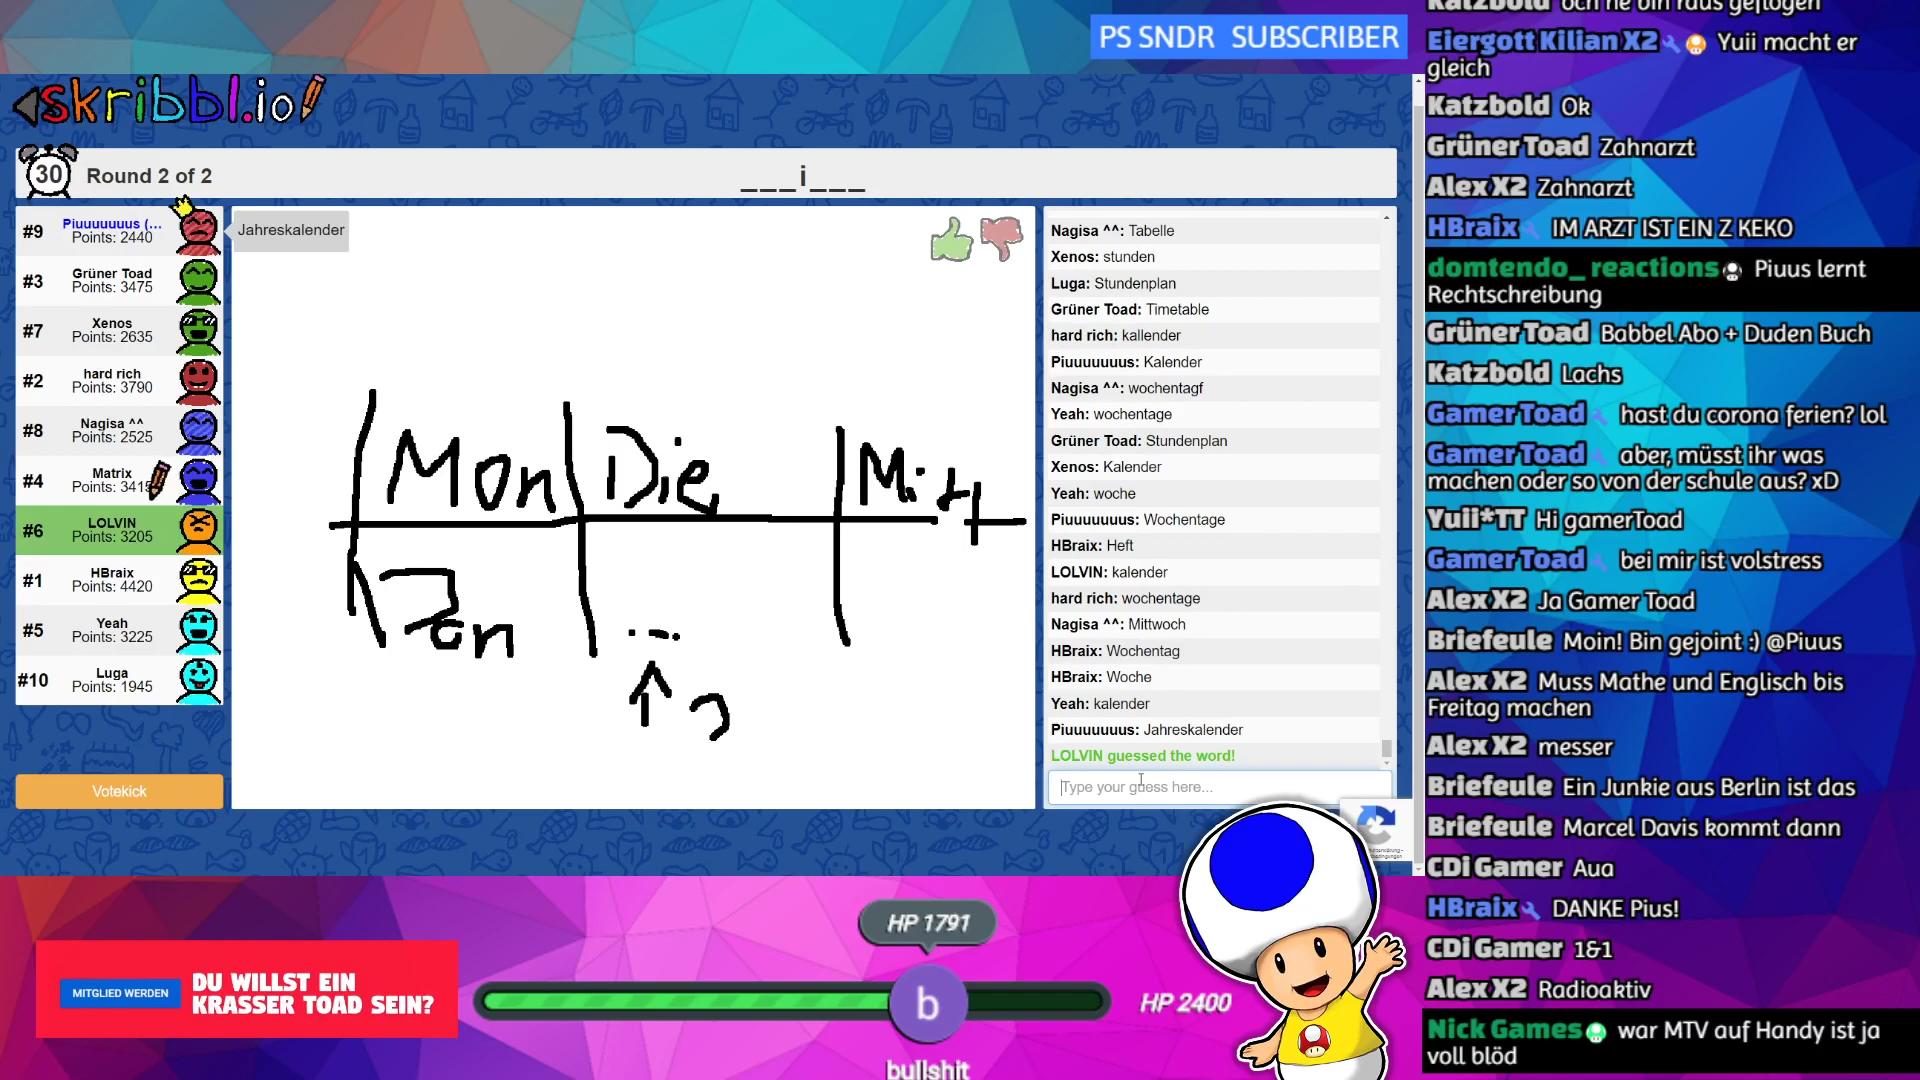 PS SNDR SUBSCRIBER
skribbl.io
30
Round 2 of 2
___i___
#9
Piuuuuuuus (...
Points: 2440
#3
Grüner Toad
Points: 3475
#7
Xenos
Points: 2635
#2
hard rich
Points: 3790
#8
Nagisa ^^
Points: 2525
#4
Matrix
Points: 3415
#6
LOLVIN
Points: 3205
#1
HBraix
Points: 4420
#5
Yeah
Points: 3225
#10
Luga
Points: 1945
Votekick
Jahreskalender
Mon Die Mit
...
Nagisa ^^: Tabelle
Xenos: stunden
Luga: Stundenplan
Grüner Toad: Timetable
hard rich: kallender
Piuuuuuuus: Kalender
Nagisa ^^: wochentagf
Yeah: wochentage
Grüner Toad: Stundenplan
Xenos: Kalender
Yeah: woche
Piuuuuuuus: Wochentage
HBraix: Heft
LOLVIN: kalender
hard rich: wochentage
Nagisa ^^: Mittwoch
HBraix: Wochentag
HBraix: Woche
Yeah: kalender
Piuuuuuuus: Jahreskalender
LOLVIN guessed the word!
Type your guess here...
Katzbold och ne bin raus geflogen
Eiergott Kilian X2 Yuii macht er
gleich
Katzbold Ok
Grüner Toad Zahnarzt
Alex X2 Zahnarzt
HBraix IM ARZT IST EIN Z KEKO
domtendo_reactions Piuus lernt
Rechtschreibung
Grüner Toad Babbel Abo + Duden Buch
Katzbold Lachs
Gamer Toad hast du corona ferien? lol
Gamer Toad aber, müsst ihr was
machen oder so von der schule aus? xD
Yuii*TT Hi gamerToad
Gamer Toad bei mir ist volstress
Alex X2 Ja Gamer Toad
Briefeule Moin! Bin gejoint :) @Piuus
Alex X2 Muss Mathe und Englisch bis
Freitag machen
Alex X2 messer
Briefeule Ein Junkie aus Berlin ist das
Briefeule Marcel Davis kommt dann
CDi Gamer Aua
HBraix DANKE Pius!
CDi Gamer 1&1
Alex X2 Radioaktiv
Nick Games war MTV auf Handy ist ja
voll blöd
MITGLIED WERDEN
DU WILLST EIN
KRASSER TOAD SEIN?
HP 1791
b
HP 2400
bullshit